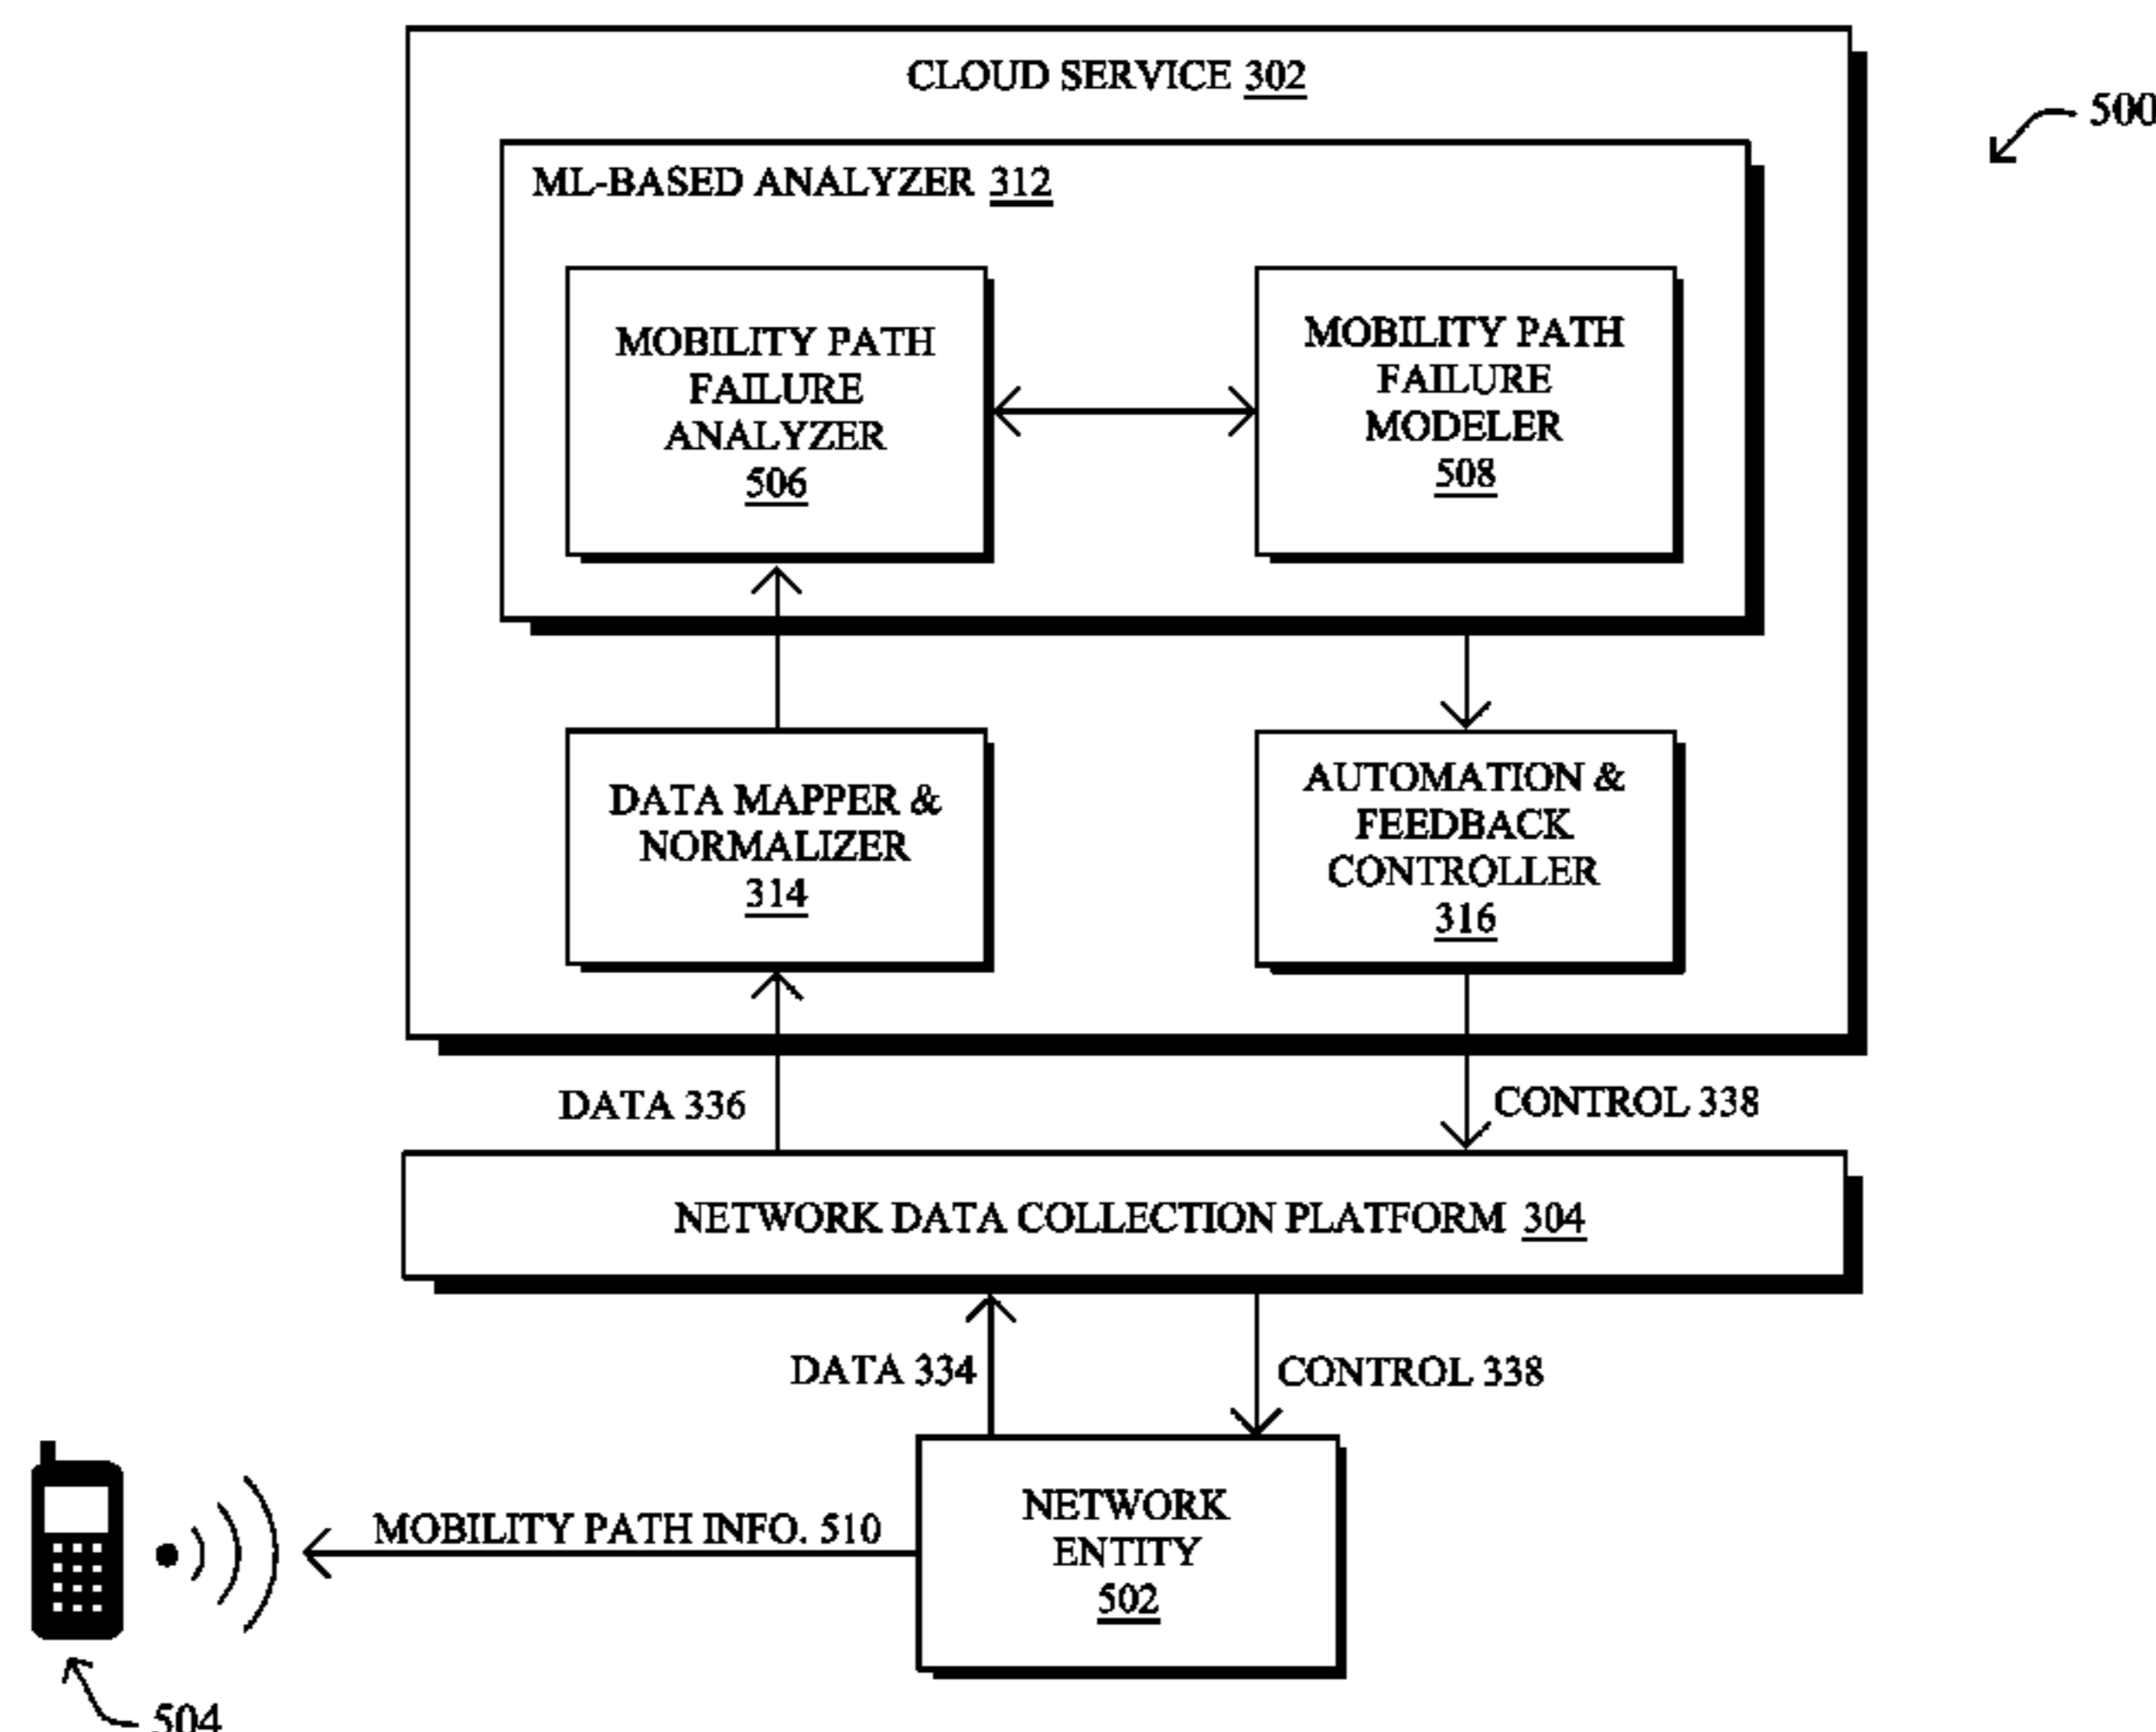 CLOUD SERVICE 302
500
ML-BASED ANALYZER 312
MOBILITY PATH
FAILURE
ANALYZER
506
MOBILITY PATH
FAILURE
MODELER
508
DATA MAPPER &
NORMALIZER
314
AUTOMATION &
FEEDBACK
CONTROLLER
316
DATA 336
CONTROL 338
NETWORK DATA COLLECTION PLATFORM 304
DATA 334
CONTROL 338
MOBILITY PATH INFO. 510
NETWORK
ENTITY
502
504